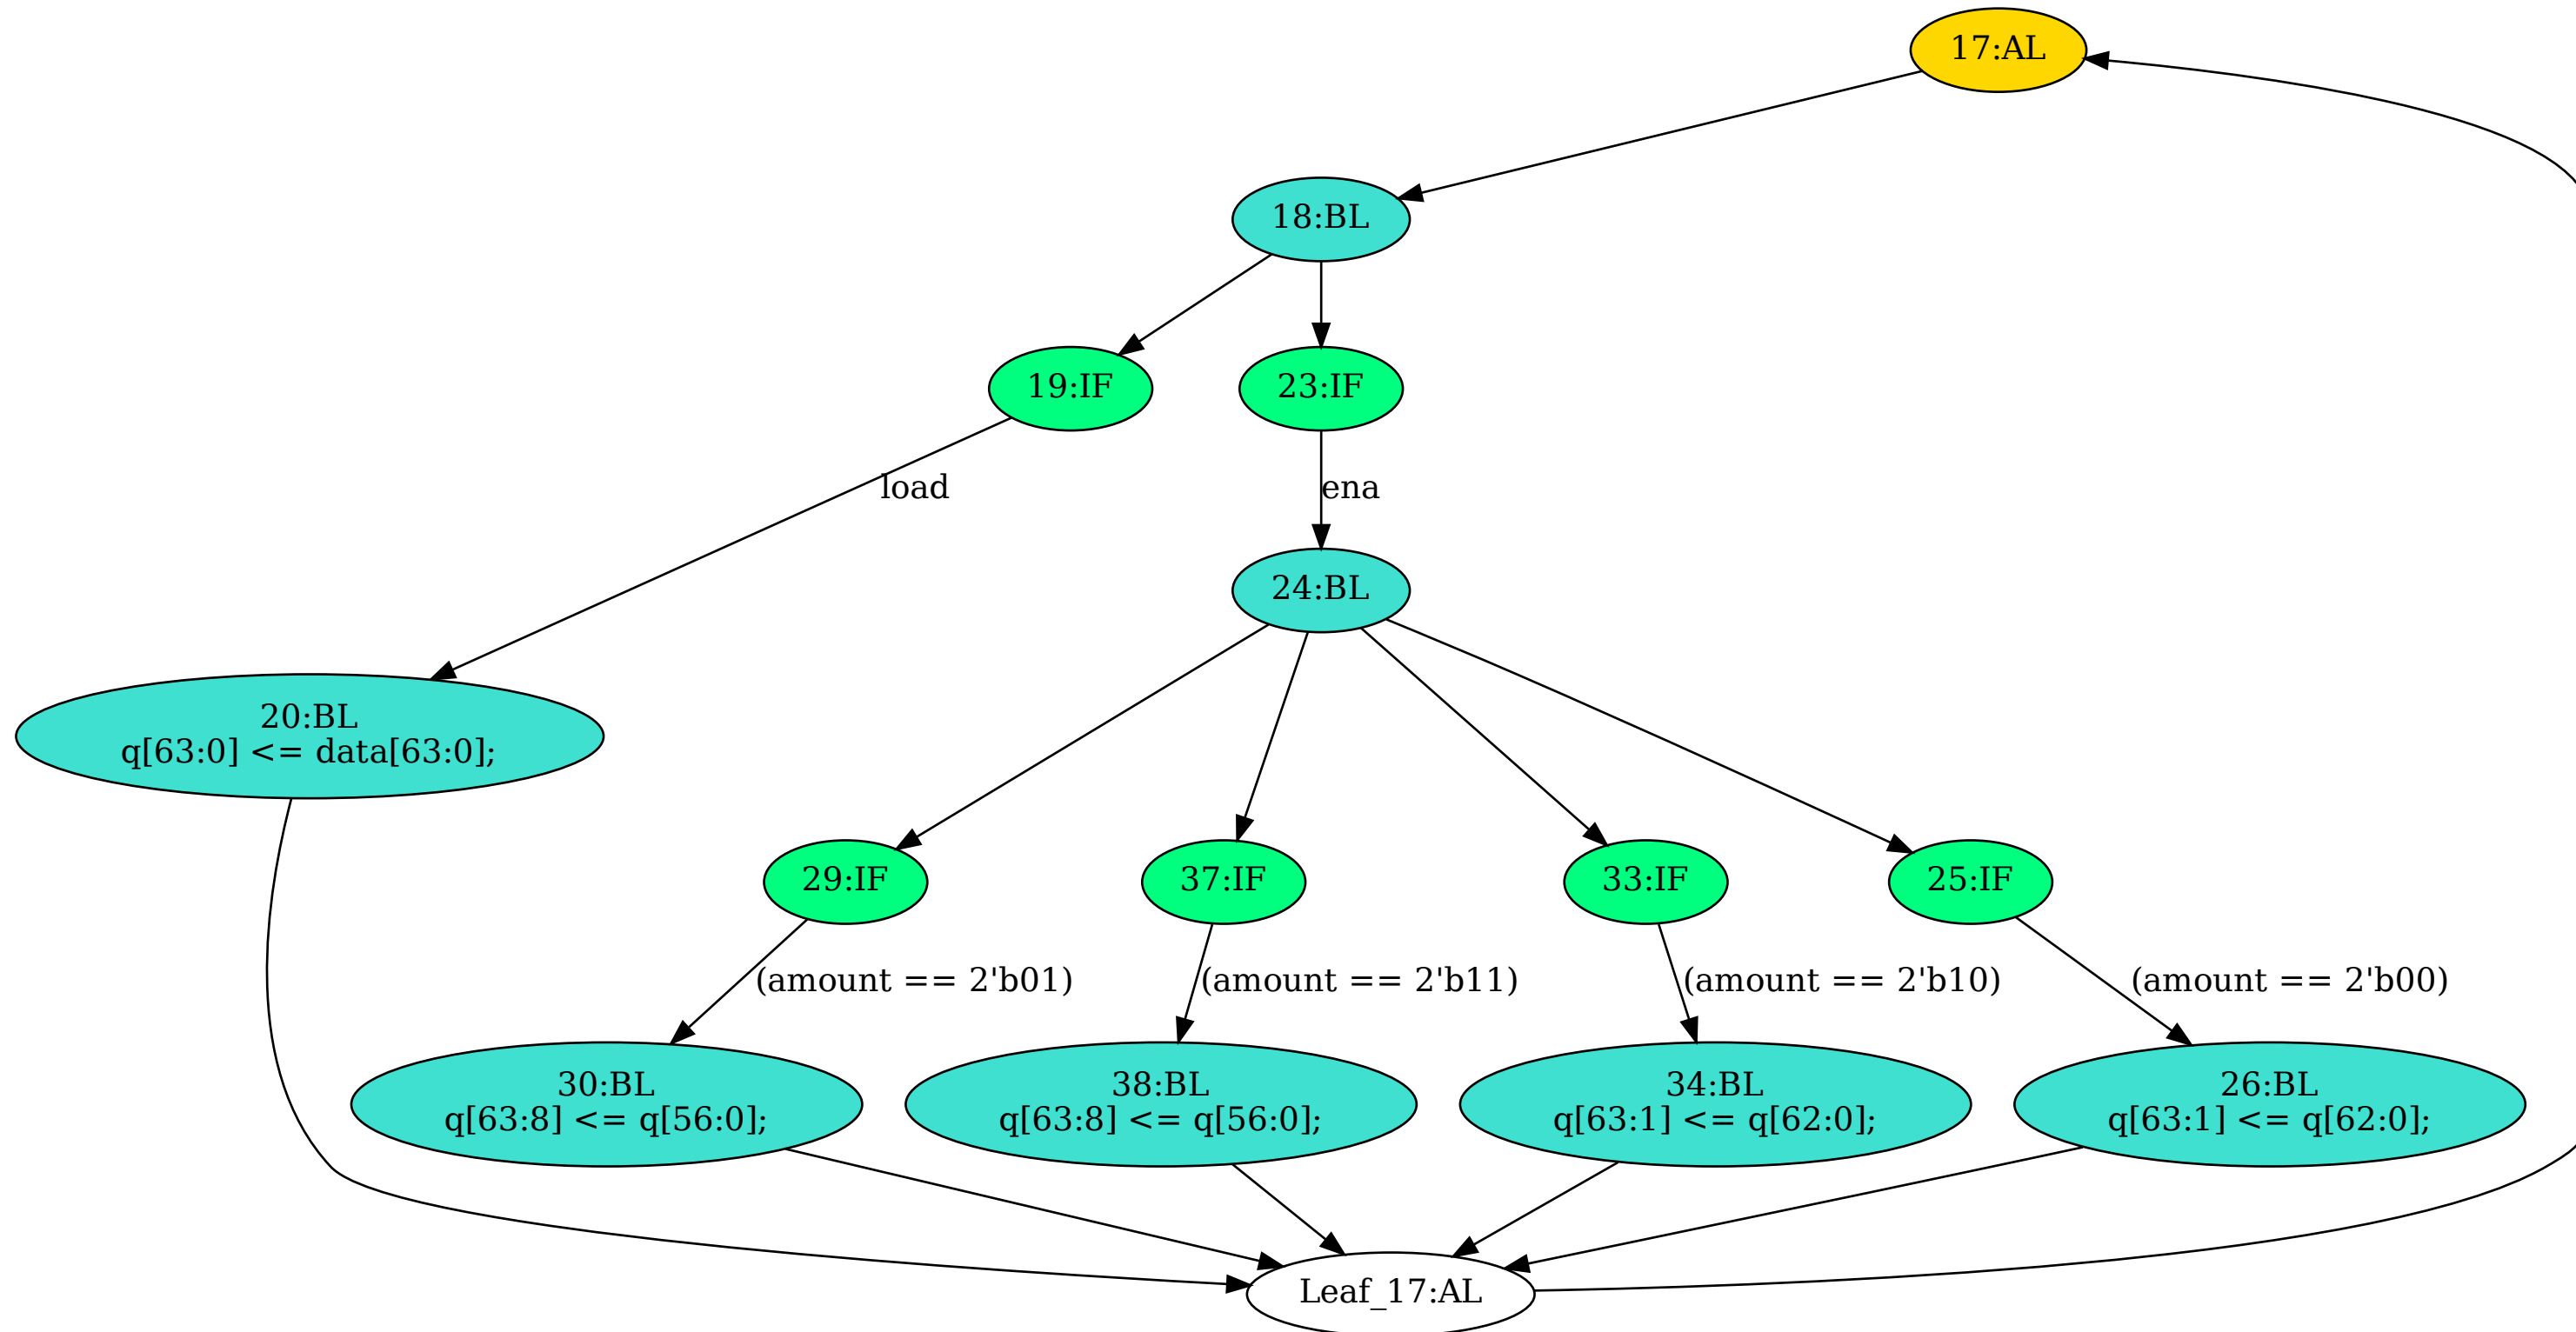 17:AL
18:BL
19:IF
23:IF
load
ena
24:BL
20:BL
q[63:0] <= data[63:0];
29:IF
37:IF
33:IF
25:IF
(amount == 2'b01)
(amount == 2'b11)
(amount == 2'b10)
(amount == 2'b00)
30:BL
q[63:8] <= q[56:0];
38:BL
q[63:8] <= q[56:0];
34:BL
q[63:1] <= q[62:0];
26:BL
q[63:1] <= q[62:0];
Leaf_17:AL